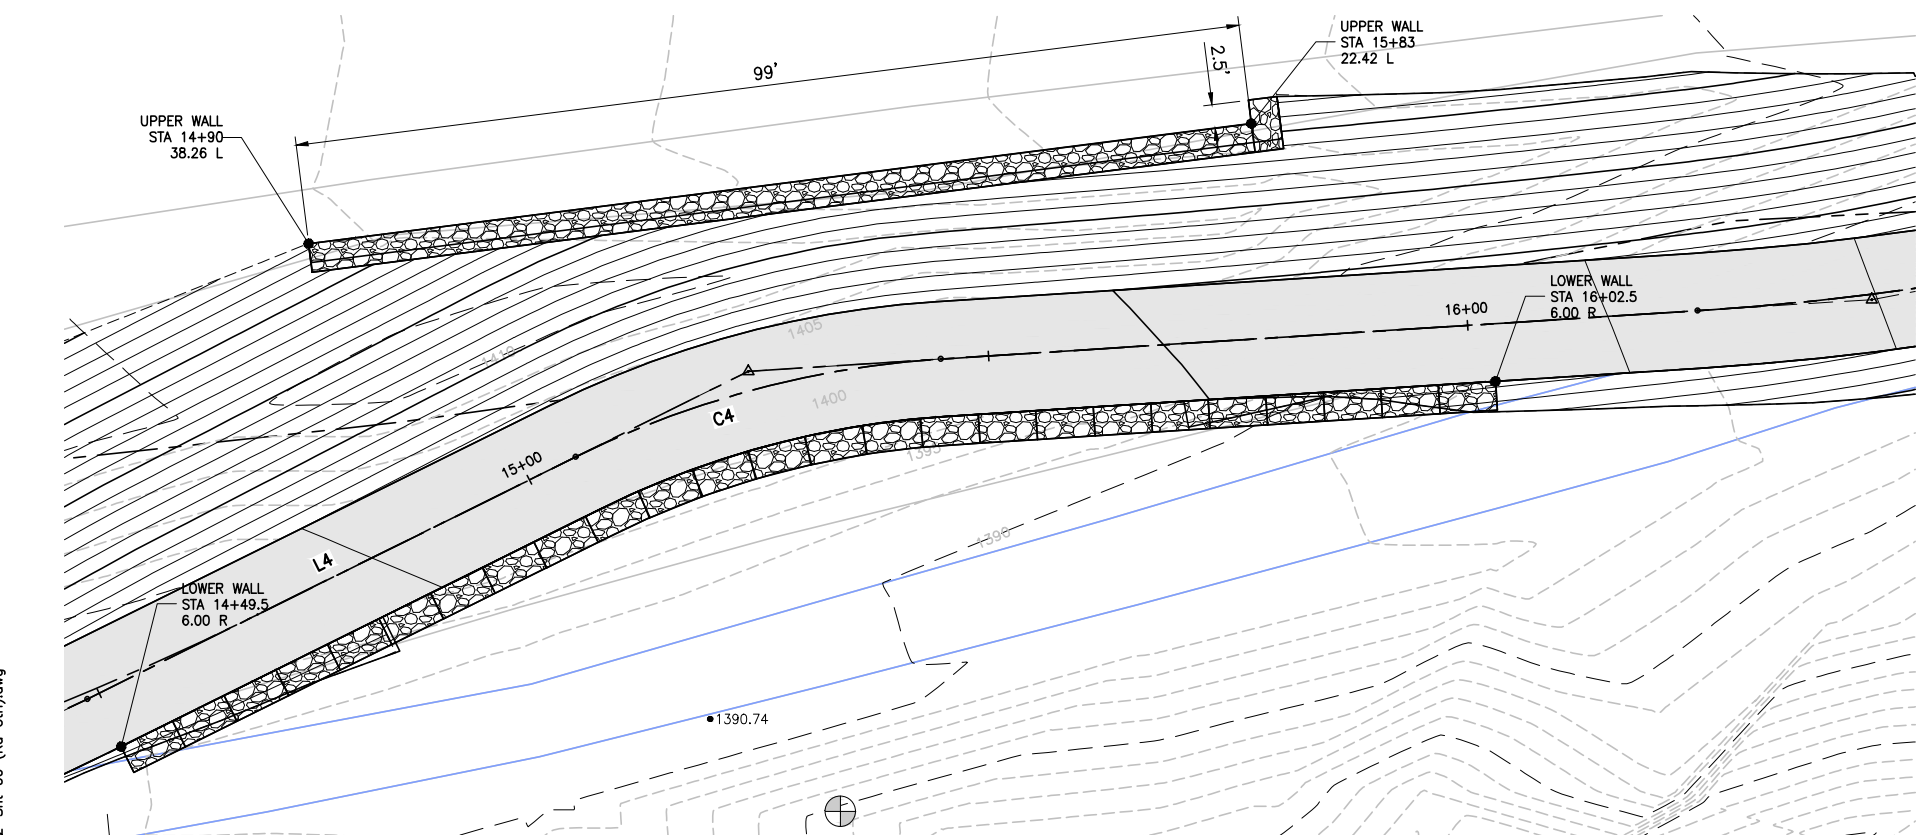 UPPER WALL
STA 15+83
22.42 L
99'
2.5'
UPPER WALL
STA 14+90
38.26 L
LOWER WALL
STA 16+02.5
6.00 R
16+00
1405
1410
1400
C4
1395
15+00
1390
L4
LOWER WALL
STA 14+49.5
6.00 R
1390.74